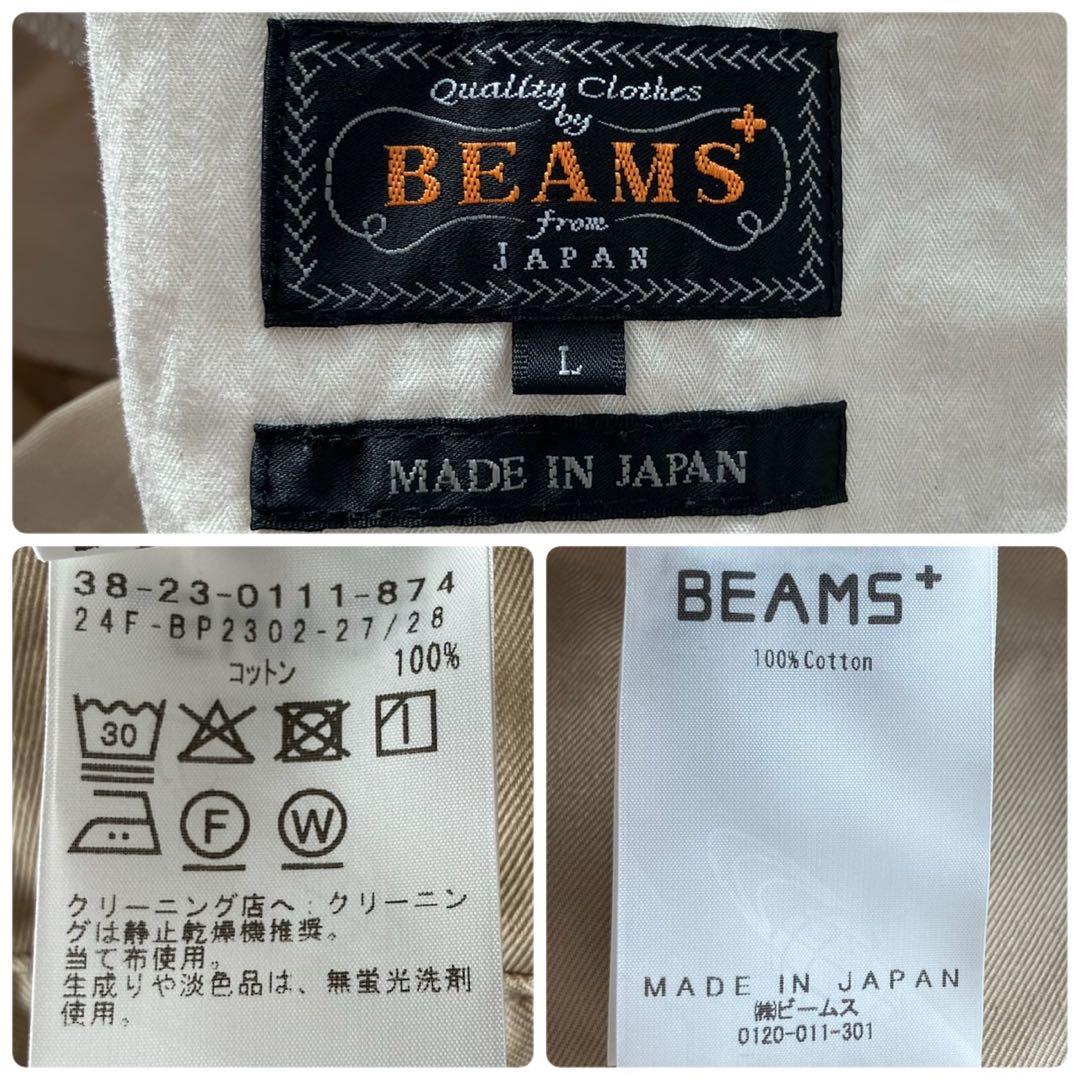 Quality Clothes
by
BEAMS+
from
JAPAN
L
MADE IN JAPAN
38-23-0111-874
24F-BP2302-27/28
コットン 100%
30
F W
クリーニング店へ クリーニン
グは静止乾燥機推奨。
当て布使用。
生成りや淡色品は、無蛍光洗剤
使用。
BEAMS+
100%Cotton
MADE IN JAPAN
㈱ビームス
0120-011-301